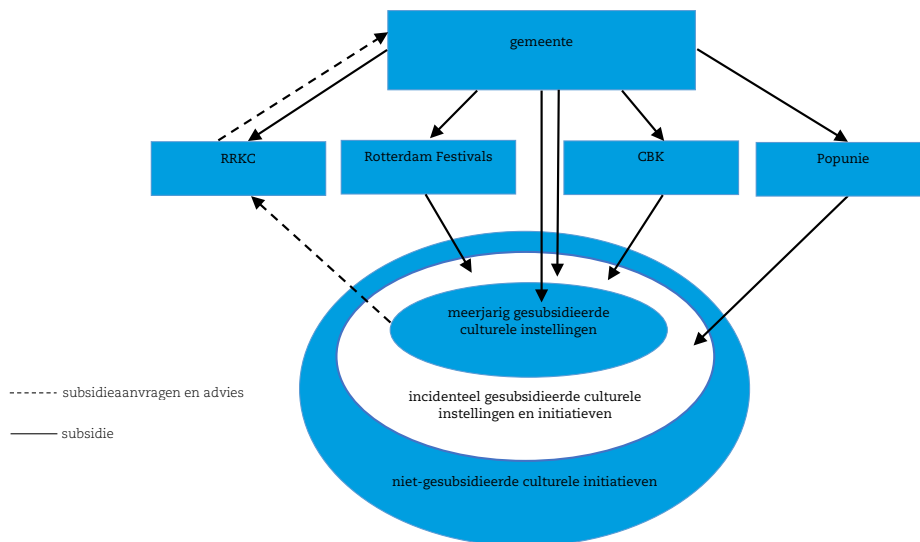 gemeente
RRKC
Rotterdam Festivals
CBK
Popunie
meerjarig gesubsidieerde
culturele instellingen
subsidieaanvragen en advies
incidenteel gesubsidieerde culturele
instellingen en initiatieven
subsidie
niet-gesubsidieerde culturele initiatieven